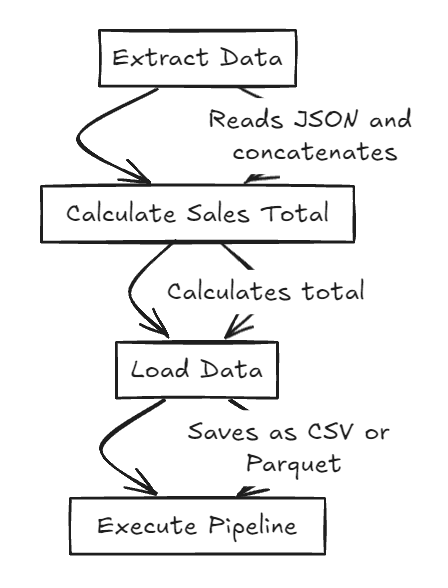 Extract Data
Reads JSON and
concatenates
Calculate Sales Total
Calculates total
Load Data
Saves as CSV or
Parquet
Execute Pipeline